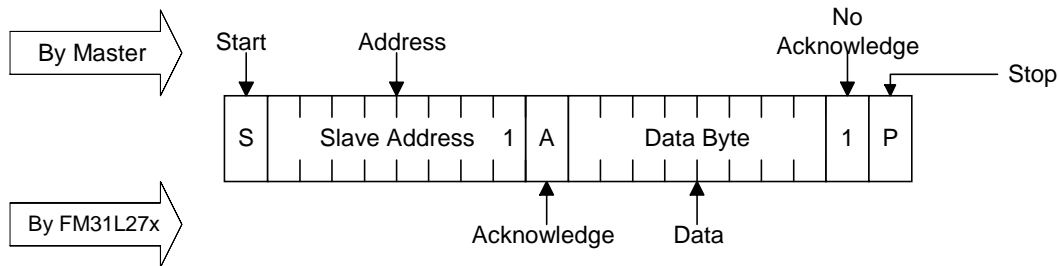 By Master
Start
Address
No
Acknowledge
Stop
S
Slave Address
1
A
Data Byte
1
P
By FM31L27x
Acknowledge
Data